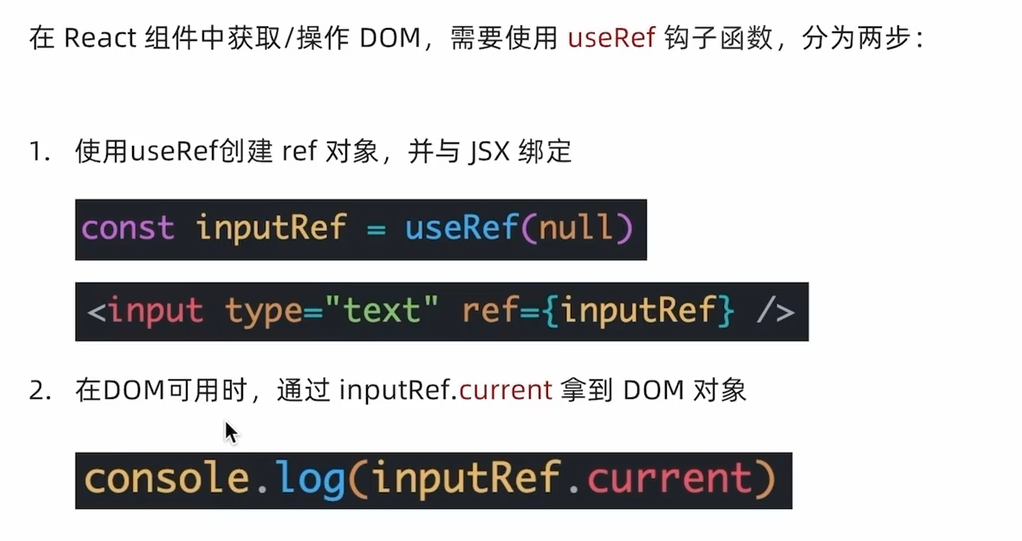 在 React 组件中获取/操作 DOM，需要使用 useRef 钩子函数，分为两步：
1. 使用useRef创建 ref 对象，并与 JSX 绑定
const inputRef = useRef(null)
<input type="text" ref={inputRef} />
2. 在DOM可用时，通过 inputRef.current 拿到 DOM 对象
console.log(inputRef.current)